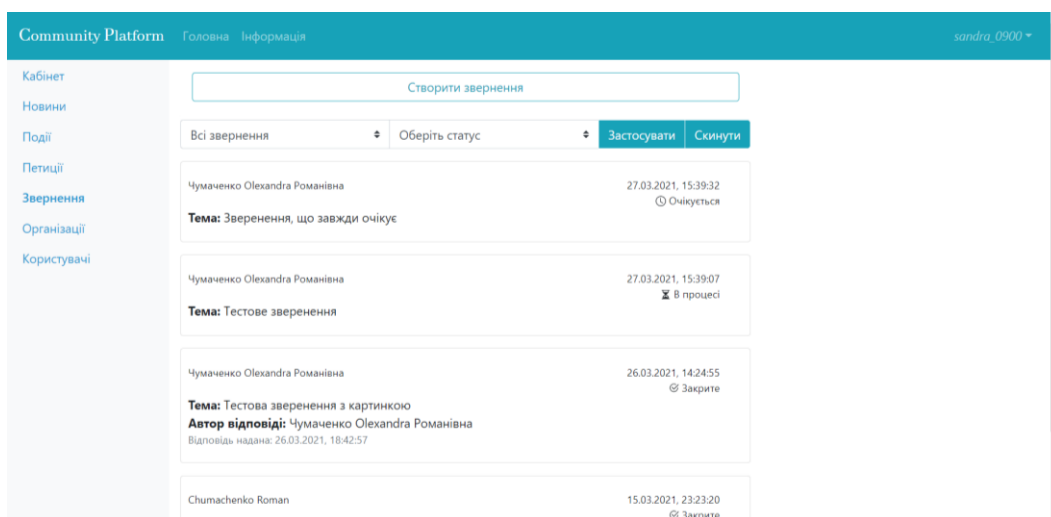 Community Platform Головна Інформація sandra_0900
Кабінет
Новини
Події
Петиції
Звернення
Організації
Користувачі
Створити звернення
Всі звернення Оберіть статус Застосувати Скинути
Чумаченко Olexandra Романівна 27.03.2021, 15:39:32
Очікується
Тема: Зверенення, що завжди очікує
Чумаченко Olexandra Романівна 27.03.2021, 15:39:07
В процесі
Тема: Тестове зверенення
Чумаченко Olexandra Романівна 26.03.2021, 14:24:55
Закрите
Тема: Тестова зверенення з картинкою
Автор відповіді: Чумаченко Olexandra Романівна
Відповідь надана: 26.03.2021, 18:42:57
Chumachenko Roman 15.03.2021, 23:23:20
Закрите